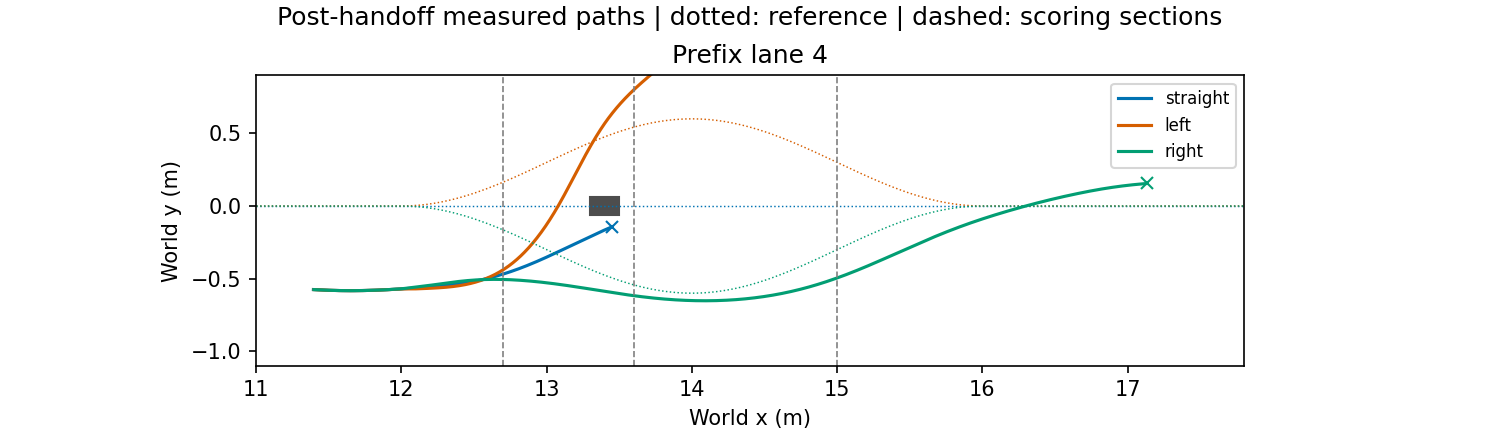 Post-handoff measured paths | dotted: reference | dashed: scoring sections
Prefix lane 4
straight
left
right
World y (m)
0.5
0.0
−0.5
−1.0
11 12 13 14 15 16 17
World x (m)